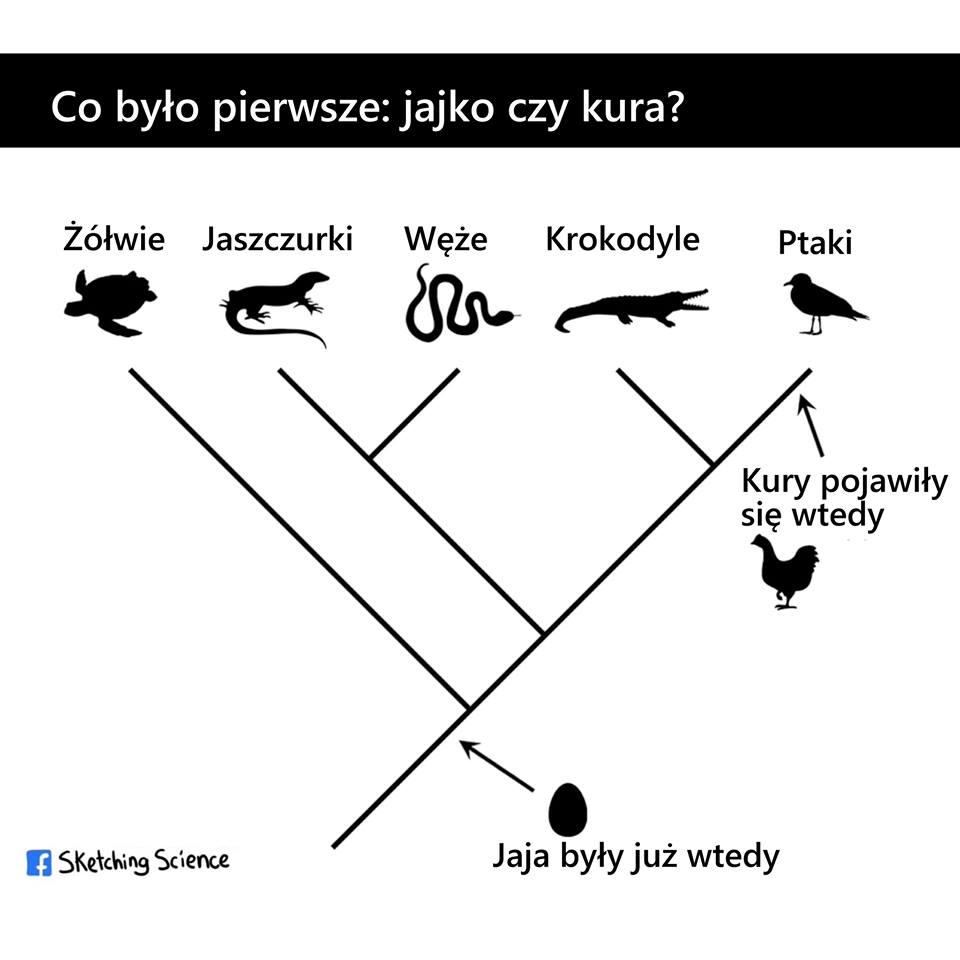 Co było pierwsze: jajko czy kura?
Żółwie
Jaszczurki
Węże
Krokodyle
Ptaki
Kury pojawiły
się wtedy
Jaja były już wtedy
f Sketching Science